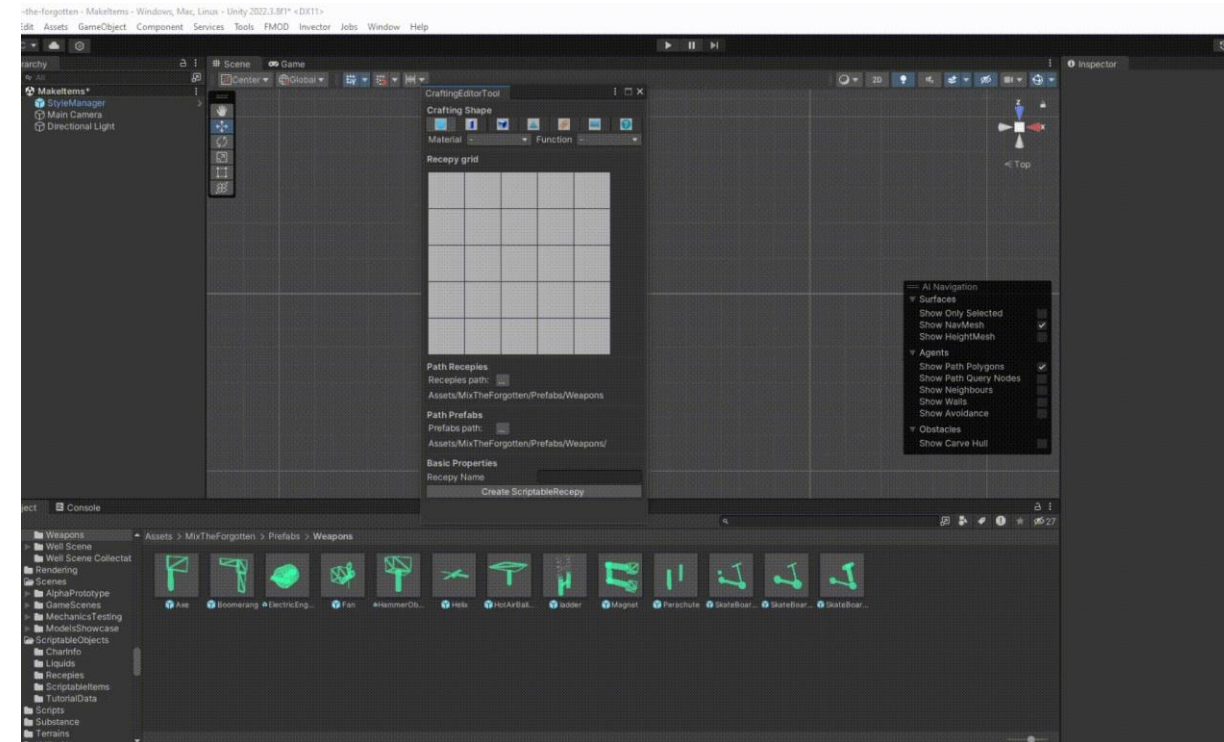 -the-forgotten - MakeItems - Windows, Mac, Linux - Unity 2022.3.8f1* <DX11>
Edit Assets GameObject Component Services Tools FMOD Invector Jobs Window Help
rarchy
All
MakeItems*
StyleManager
Main Camera
Directional Light
Scene Game
Center Global
2D
z
x
< Top
CraftingEditorTool
Crafting Shape
Material - Function -
Recepy grid
Path Recepies
Recepies path: ...
Assets/MixTheForgotten/Prefabs/Weapons
Path Prefabs
Prefabs path: ...
Assets/MixTheForgotten/Prefabs/Weapons/
Basic Properties
Recepy Name
Create ScriptableRecepy
AI Navigation
Surfaces
Show Only Selected
Show NavMesh
Show HeightMesh
Agents
Show Path Polygons
Show Path Query Nodes
Show Neighbours
Show Walls
Show Avoidance
Obstacles
Show Carve Hull
Inspector
ject Console
27
Weapons
Well Scene
Well Scene Collectat
Rendering
Scenes
AlphaPrototype
GameScenes
MechanicsTesting
ModelsShowcase
ScriptableObjects
CharInfo
Liquids
Recepies
ScriptableItems
TutorialData
Scripts
Substance
Terrains
Assets > MixTheForgotten > Prefabs > Weapons
Axe Boomerang ElectricEng... Fan HammerOb... Helix HotAirBall... ladder Magnet Parachute SkateBoar... SkateBoar... SkateBoar...